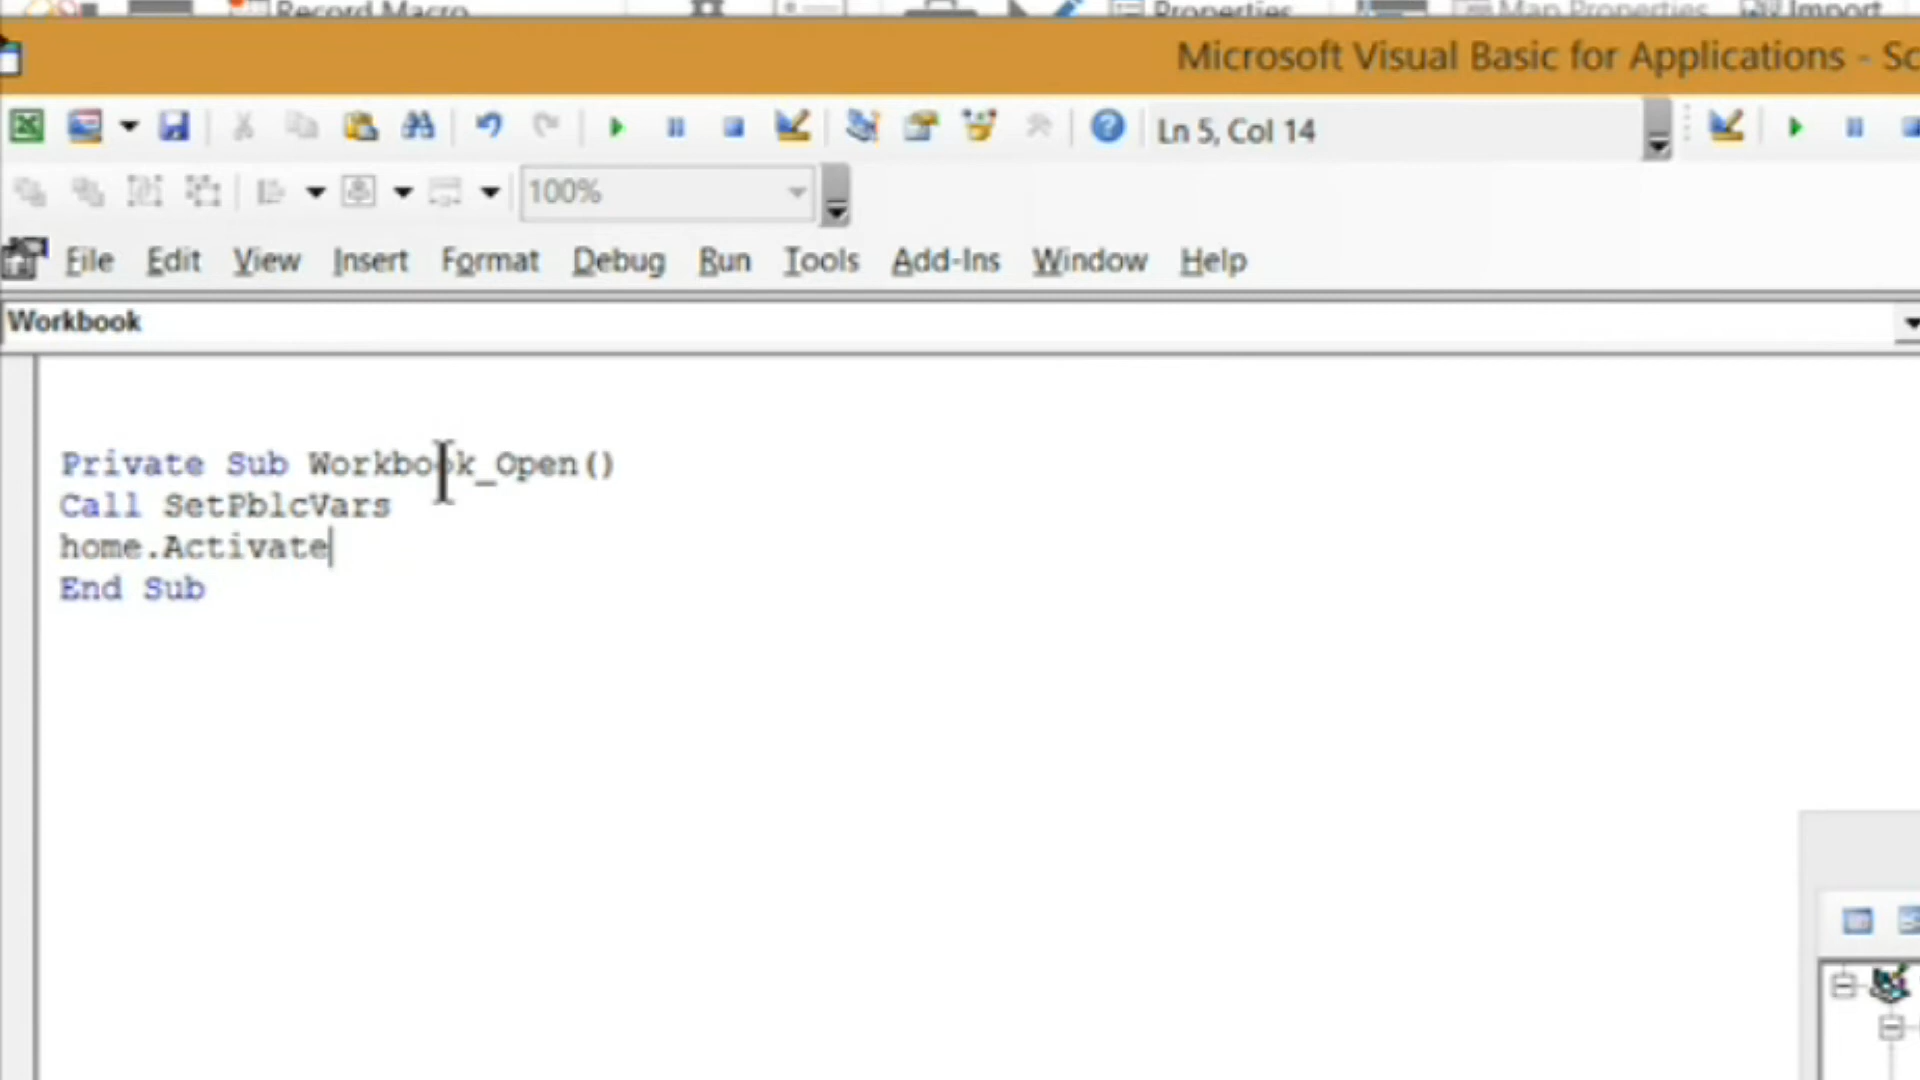 Record Macro Properties Map Properties Import
Microsoft Visual Basic for Applications - Sc
Ln 5, Col 14
100%
File Edit View Insert Format Debug Run Tools Add-Ins Window Help
Workbook
Private Sub Workbook_Open()
Call SetPblcVars
home.Activate
End Sub